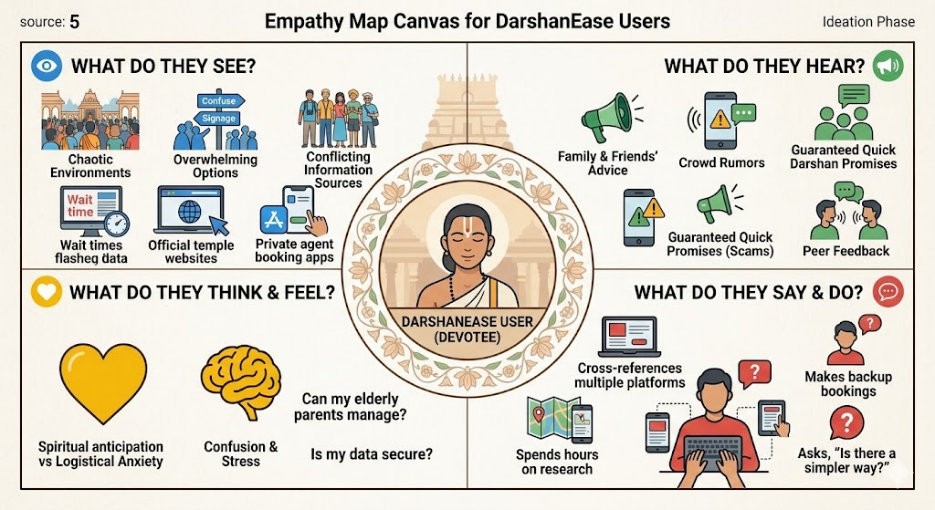 source: 5
Empathy Map Canvas for DarshanEase Users
Ideation Phase
WHAT DO THEY SEE?
Chaotic
Environments
Confuse
Signage
Overwhelming
Options
Conflicting
Information
Sources
Wait
time
Wait times
flashed data
Official temple
websites
Private agent
booking apps
WHAT DO THEY HEAR?
Family & Friends'
Advice
Crowd Rumors
Guaranteed Quick
Darshan Promises
Guaranteed Quick
Promises (Scams)
Peer Feedback
DARSHANEASE USER
(DEVOTEE)
WHAT DO THEY THINK & FEEL?
Spiritual anticipation
vs Logistical Anxiety
Confusion &
Stress
Can my elderly
parents manage?
Is my data secure?
WHAT DO THEY SAY & DO?
Cross-references
multiple platforms
Spends hours
on research
?
?
Makes backup
bookings
?
?
Asks, "Is there a
simpler way?"